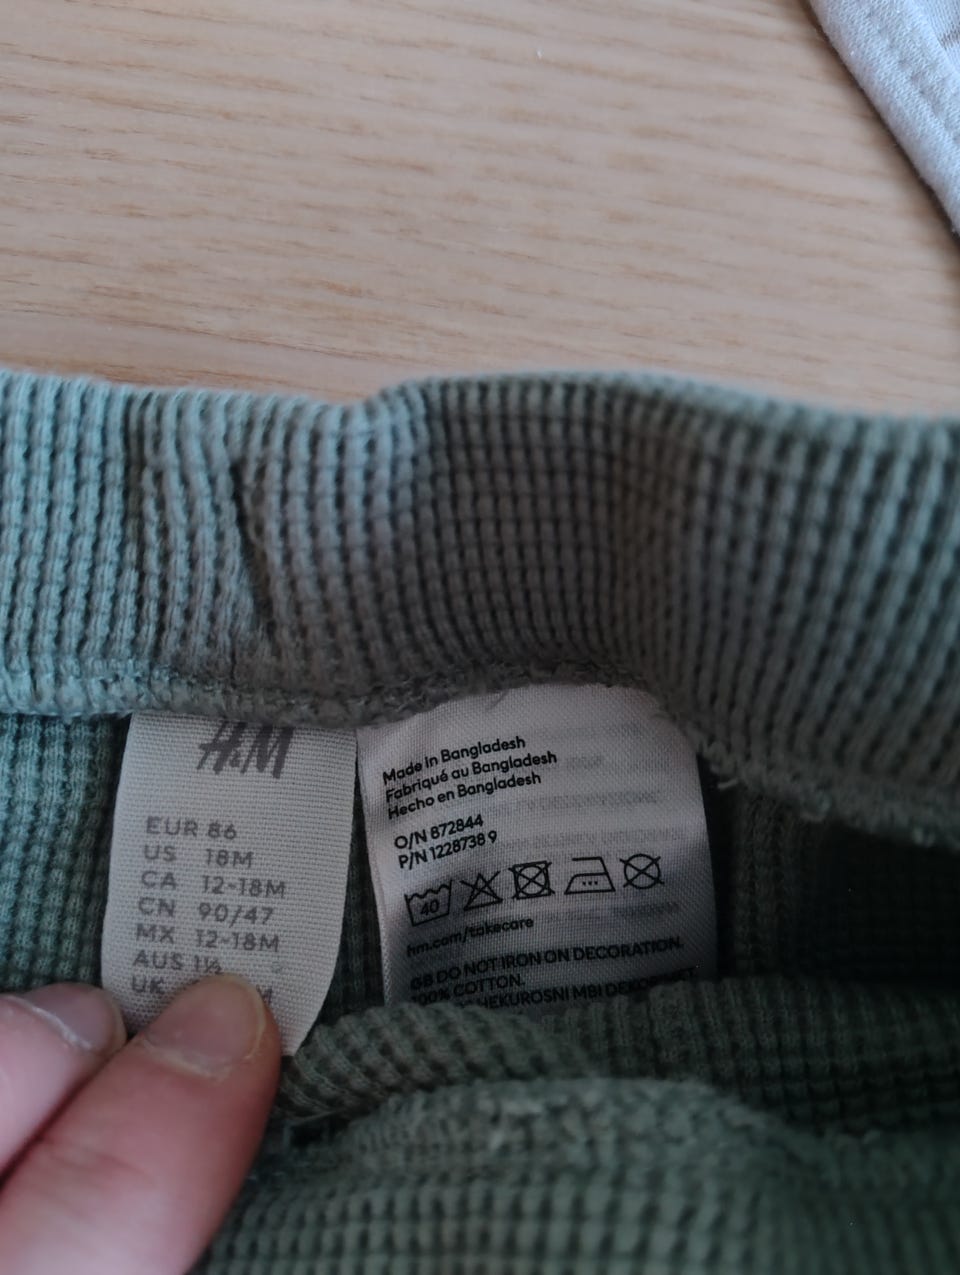 H&M
EUR 86
US 18M
CA 12-18M
CN 90/47
MX 12-18M
AUS 1½
UK
Made in Bangladesh
Fabriqué au Bangladesh
Hecho en Bangladesh
O/N 872844
P/N 1228738 9
40
hm.com/takecare
GB DO NOT IRON ON DECORATION.
100% COTTON.